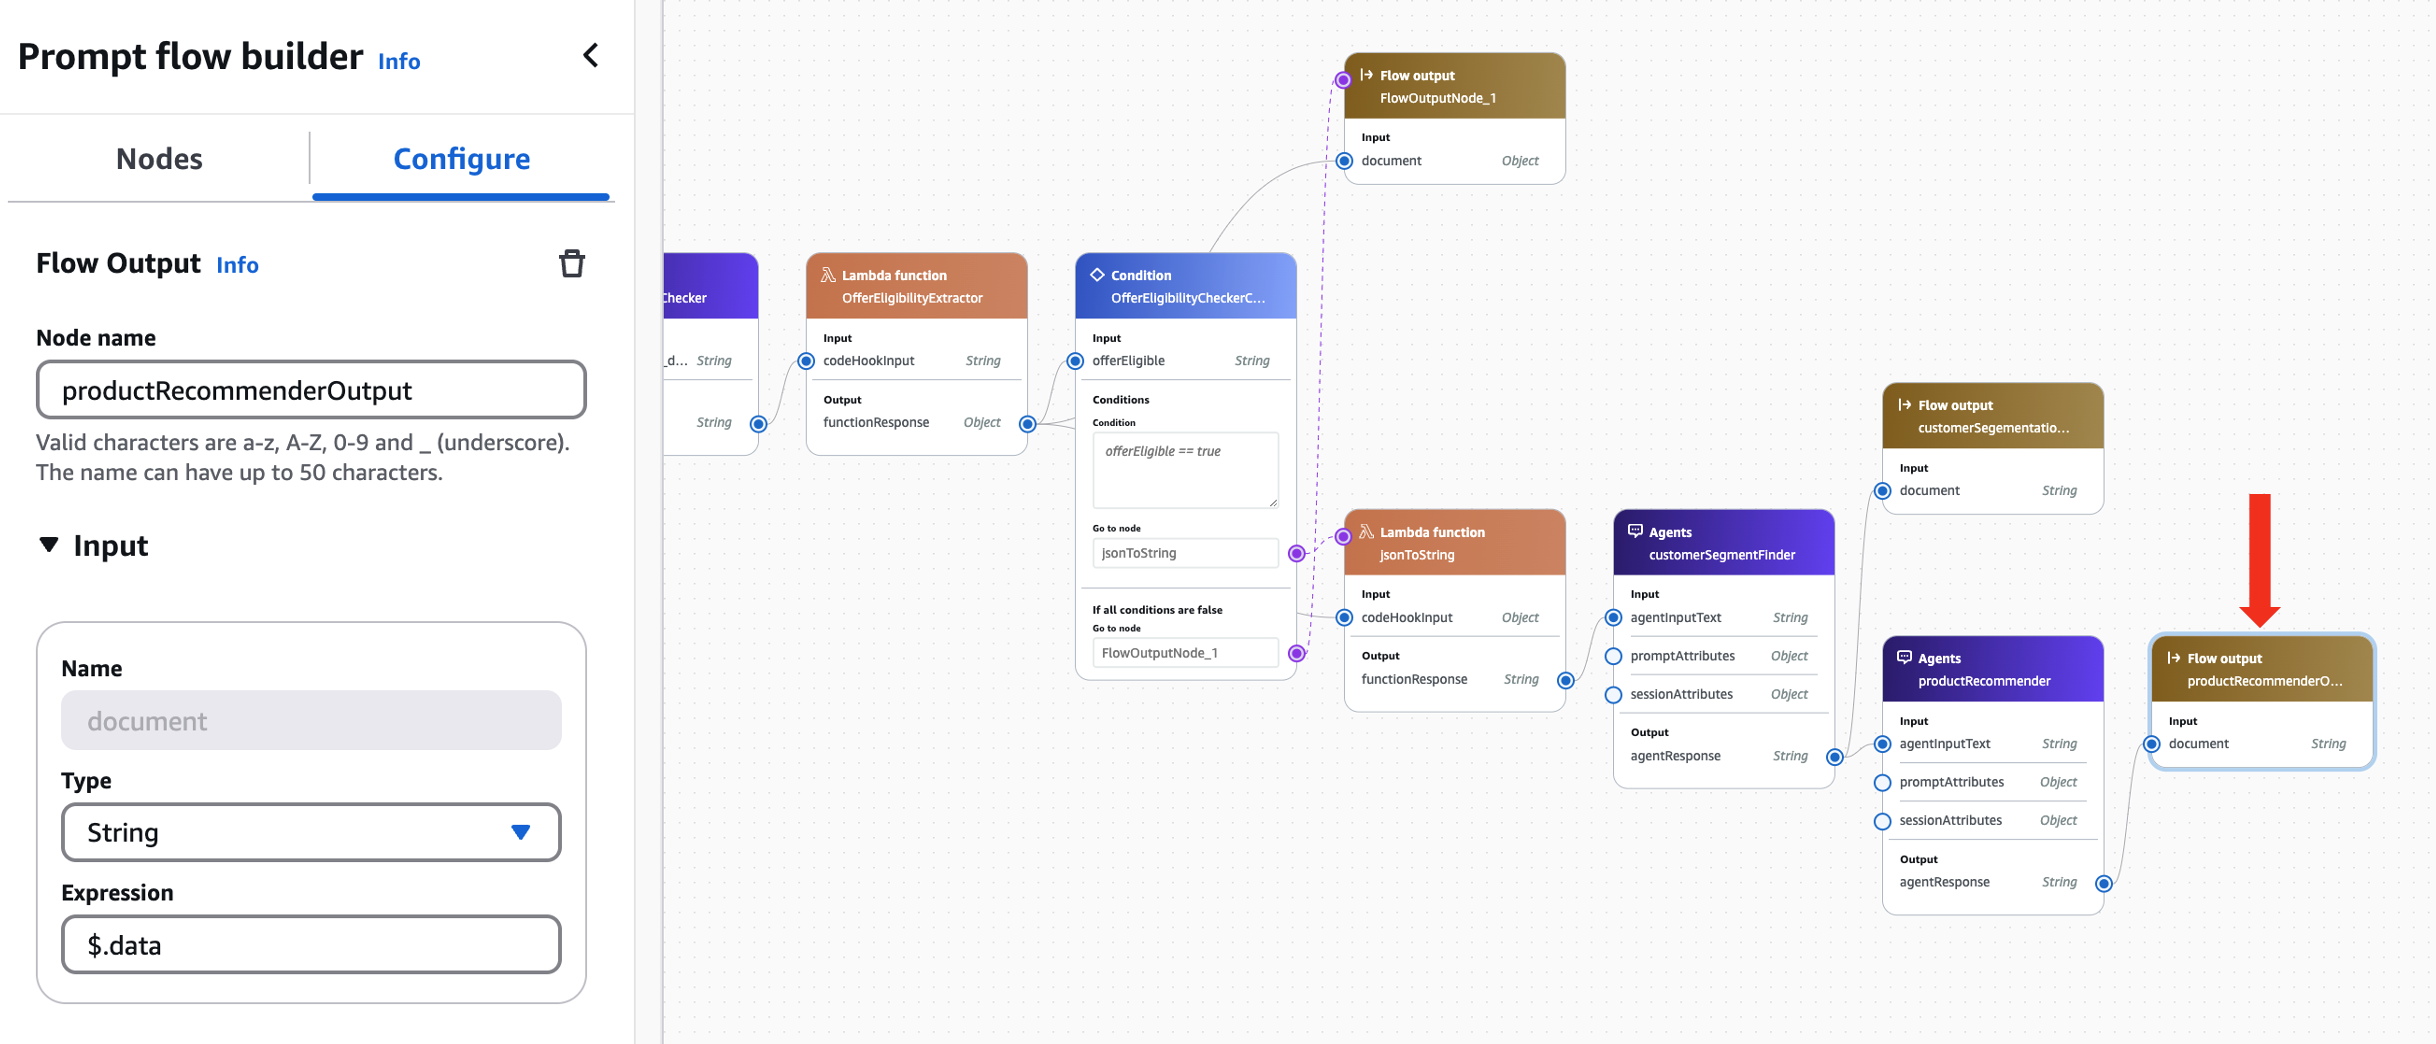 Prompt flow builder Info
Nodes
Configure
Flow Output Info
Node name
productRecommenderOutput
Valid characters are a-z, A-Z, 0-9 and _ (underscore).
The name can have up to 50 characters.
Input
Name
document
Type
String
Expression
$.data
Checker
_d... String
String
Lambda function
OfferEligibilityExtractor
Input
codeHookInput String
Output
functionResponse Object
Condition
OfferEligibilityCheckerC...
Input
offerEligible String
Conditions
Condition
offerEligible == true
Go to node
jsonToString
If all conditions are false
Go to node
FlowOutputNode_1
Flow output
FlowOutputNode_1
Input
document Object
Lambda function
jsonToString
Input
codeHookInput Object
Output
functionResponse String
Agents
customerSegmentFinder
Input
agentInputText String
promptAttributes Object
sessionAttributes Object
Output
agentResponse String
Flow output
customerSegementatio...
Input
document String
Agents
productRecommender
Input
agentInputText String
promptAttributes Object
sessionAttributes Object
Output
agentResponse String
Flow output
productRecommenderO...
Input
document String